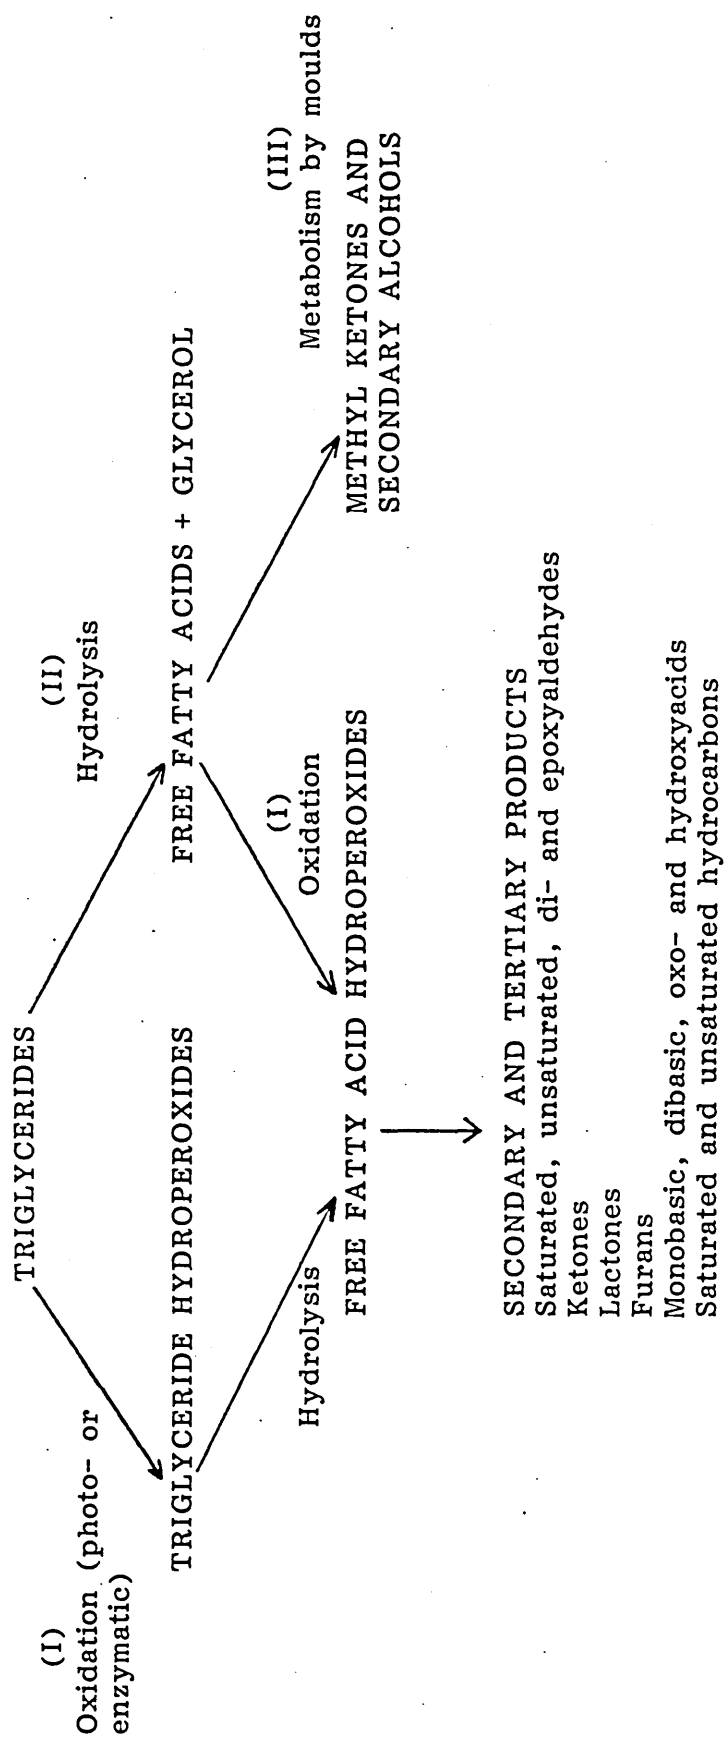 TRIGLYCERIDES
(I)
Oxidation (photo- or
enzymatic)
(II)
Hydrolysis
TRIGLYCERIDE HYDROPEROXIDES
FREE FATTY ACIDS + GLYCEROL
Hydrolysis
(I)
Oxidation
(III)
Metabolism by moulds
FREE FATTY ACID HYDROPEROXIDES
METHYL KETONES AND
SECONDARY ALCOHOLS
SECONDARY AND TERTIARY PRODUCTS
Saturated, unsaturated, di- and epoxyaldehydes
Ketones
Lactones
Furans
Monobasic, dibasic, oxo- and hydroxyacids
Saturated and unsaturated hydrocarbons